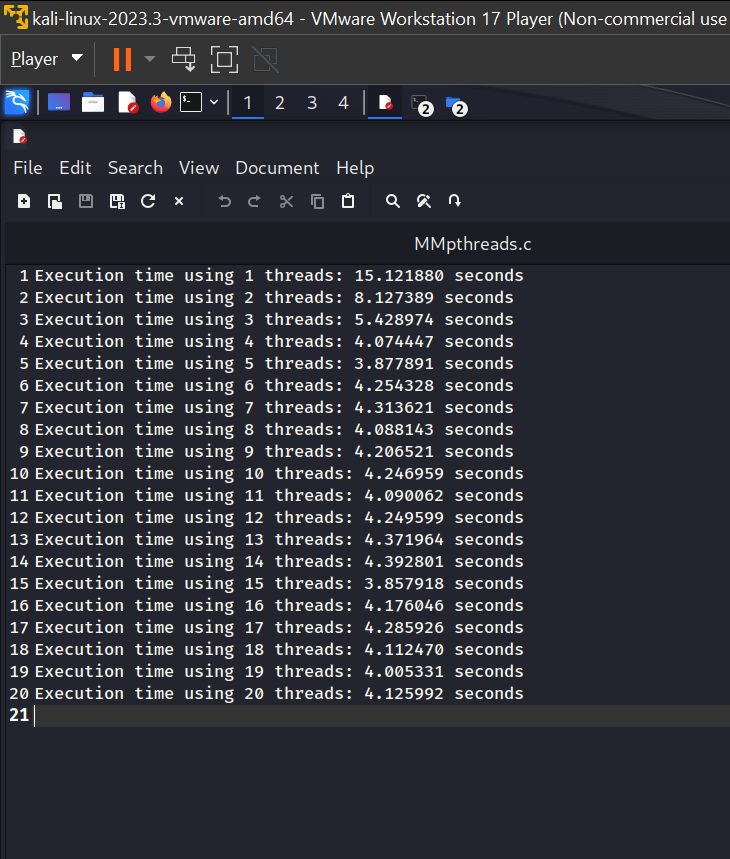 kali-linux-2023.3-vmware-amd64 - VMware Workstation 17 Player (Non-commercial use
Player
1 2 3 4 2 2
File Edit Search View Document Help
MMpthreads.c
1 Execution time using 1 threads: 15.121880 seconds
2 Execution time using 2 threads: 8.127389 seconds
3 Execution time using 3 threads: 5.428974 seconds
4 Execution time using 4 threads: 4.074447 seconds
5 Execution time using 5 threads: 3.877891 seconds
6 Execution time using 6 threads: 4.254328 seconds
7 Execution time using 7 threads: 4.313621 seconds
8 Execution time using 8 threads: 4.088143 seconds
9 Execution time using 9 threads: 4.206521 seconds
10 Execution time using 10 threads: 4.246959 seconds
11 Execution time using 11 threads: 4.090062 seconds
12 Execution time using 12 threads: 4.249599 seconds
13 Execution time using 13 threads: 4.371964 seconds
14 Execution time using 14 threads: 4.392801 seconds
15 Execution time using 15 threads: 3.857918 seconds
16 Execution time using 16 threads: 4.176046 seconds
17 Execution time using 17 threads: 4.285926 seconds
18 Execution time using 18 threads: 4.112470 seconds
19 Execution time using 19 threads: 4.005331 seconds
20 Execution time using 20 threads: 4.125992 seconds
21